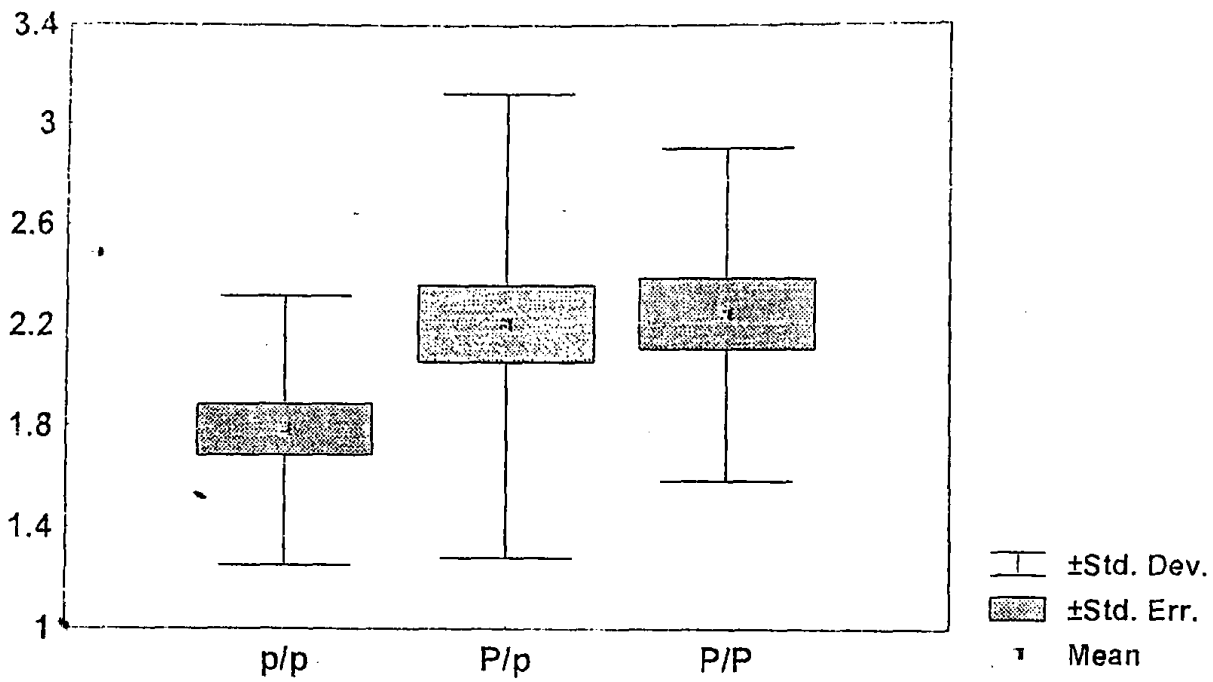 3.4
3
2.6
2.2
1.8
1.4
1
p/p P/p P/P
±Std. Dev.
±Std. Err.
Mean